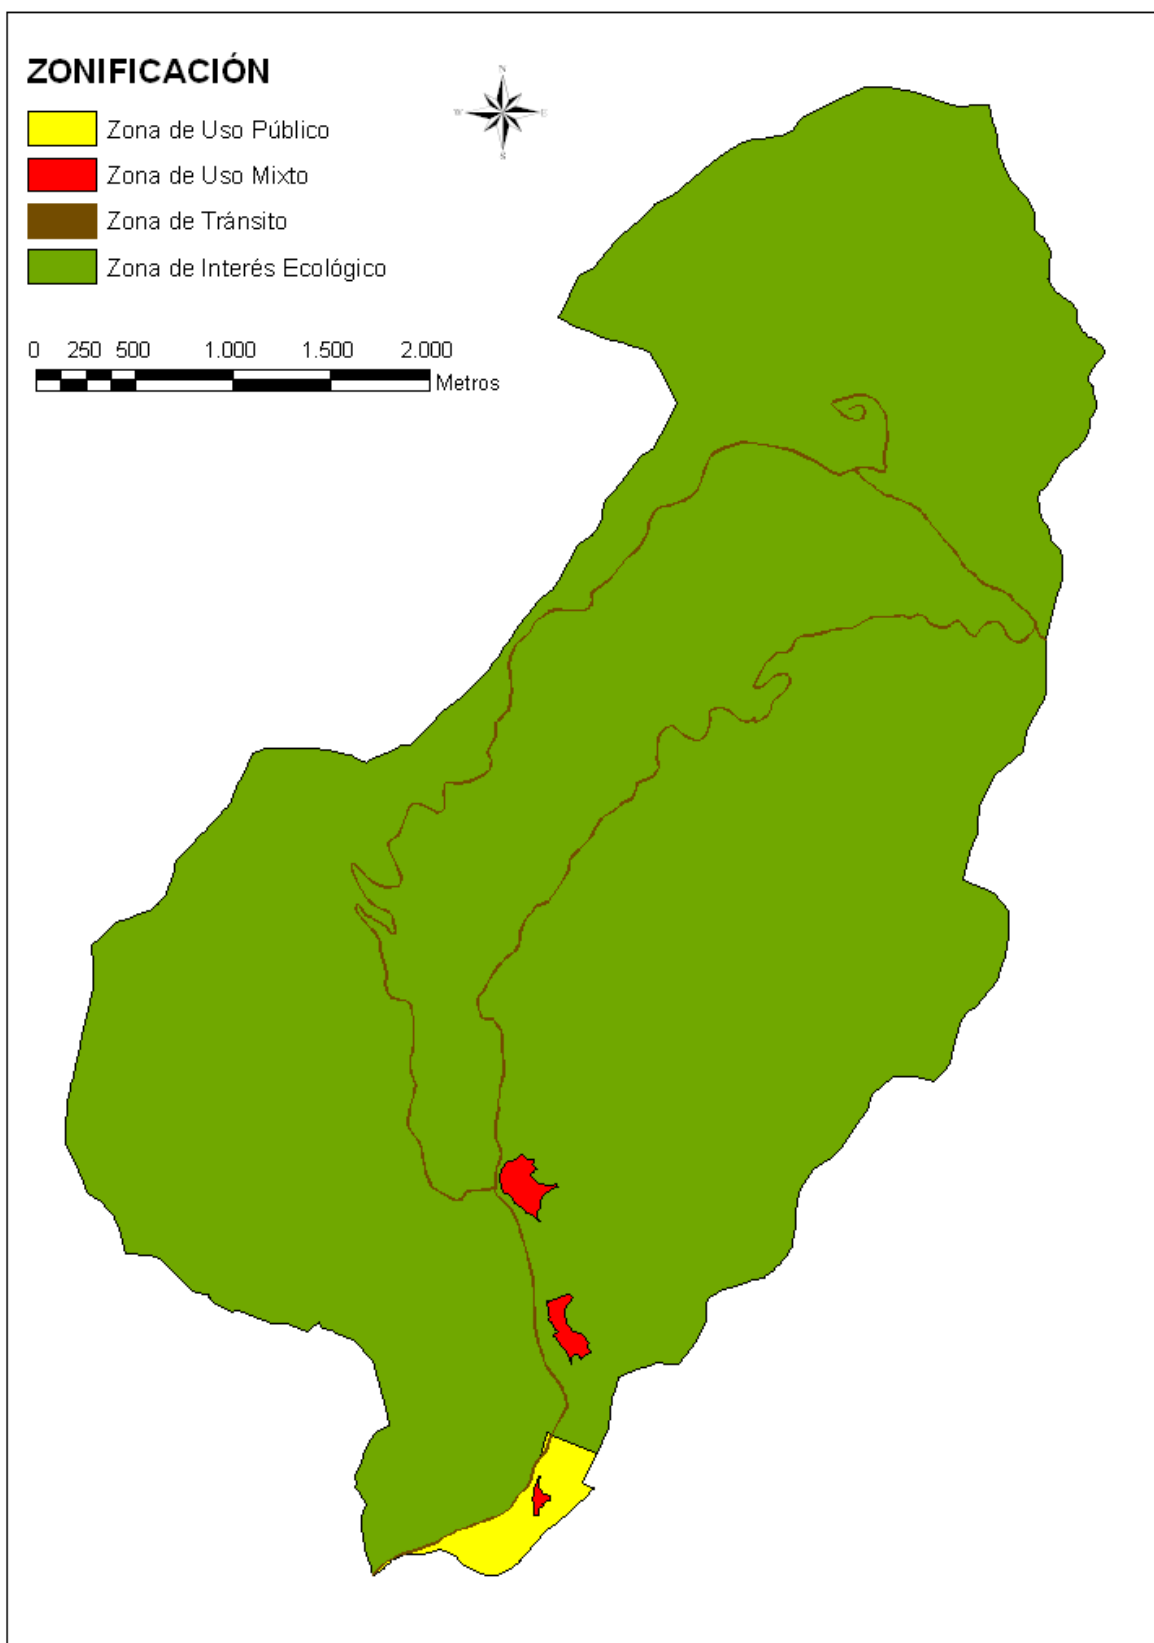 ZONIFICACIÓN
N
W E
S
Zona de Uso Público
Zona de Uso Mixto
Zona de Tránsito
Zona de Interés Ecológico
0 250 500 1.000 1.500 2.000
Metros